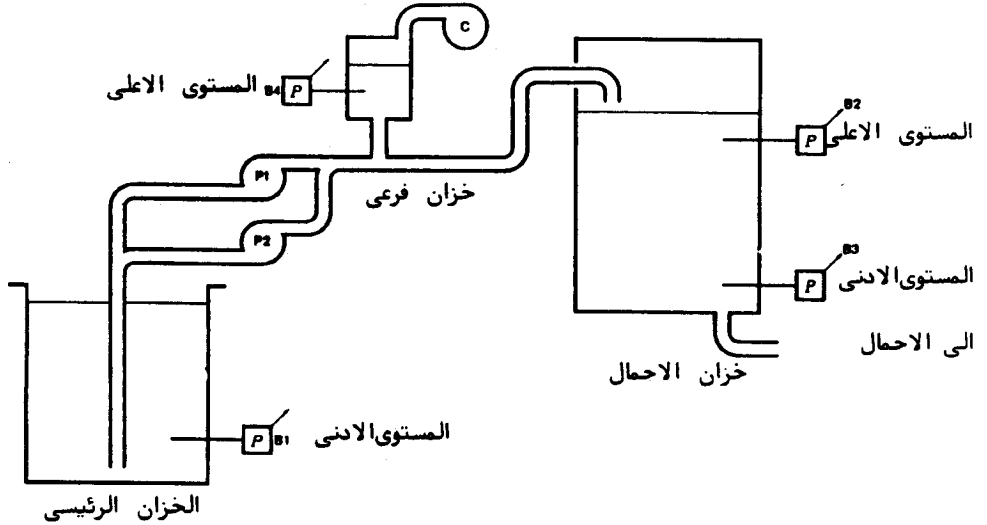 C
المستوى الاعلى B4 P
B2
P المستوى الاعلى
P1
خزان فرعى
P2
B3
P المستوى الادنى
الى الاحمال
خزان الاحمال
P B1 المستوى الادنى
الخزان الرئيسى